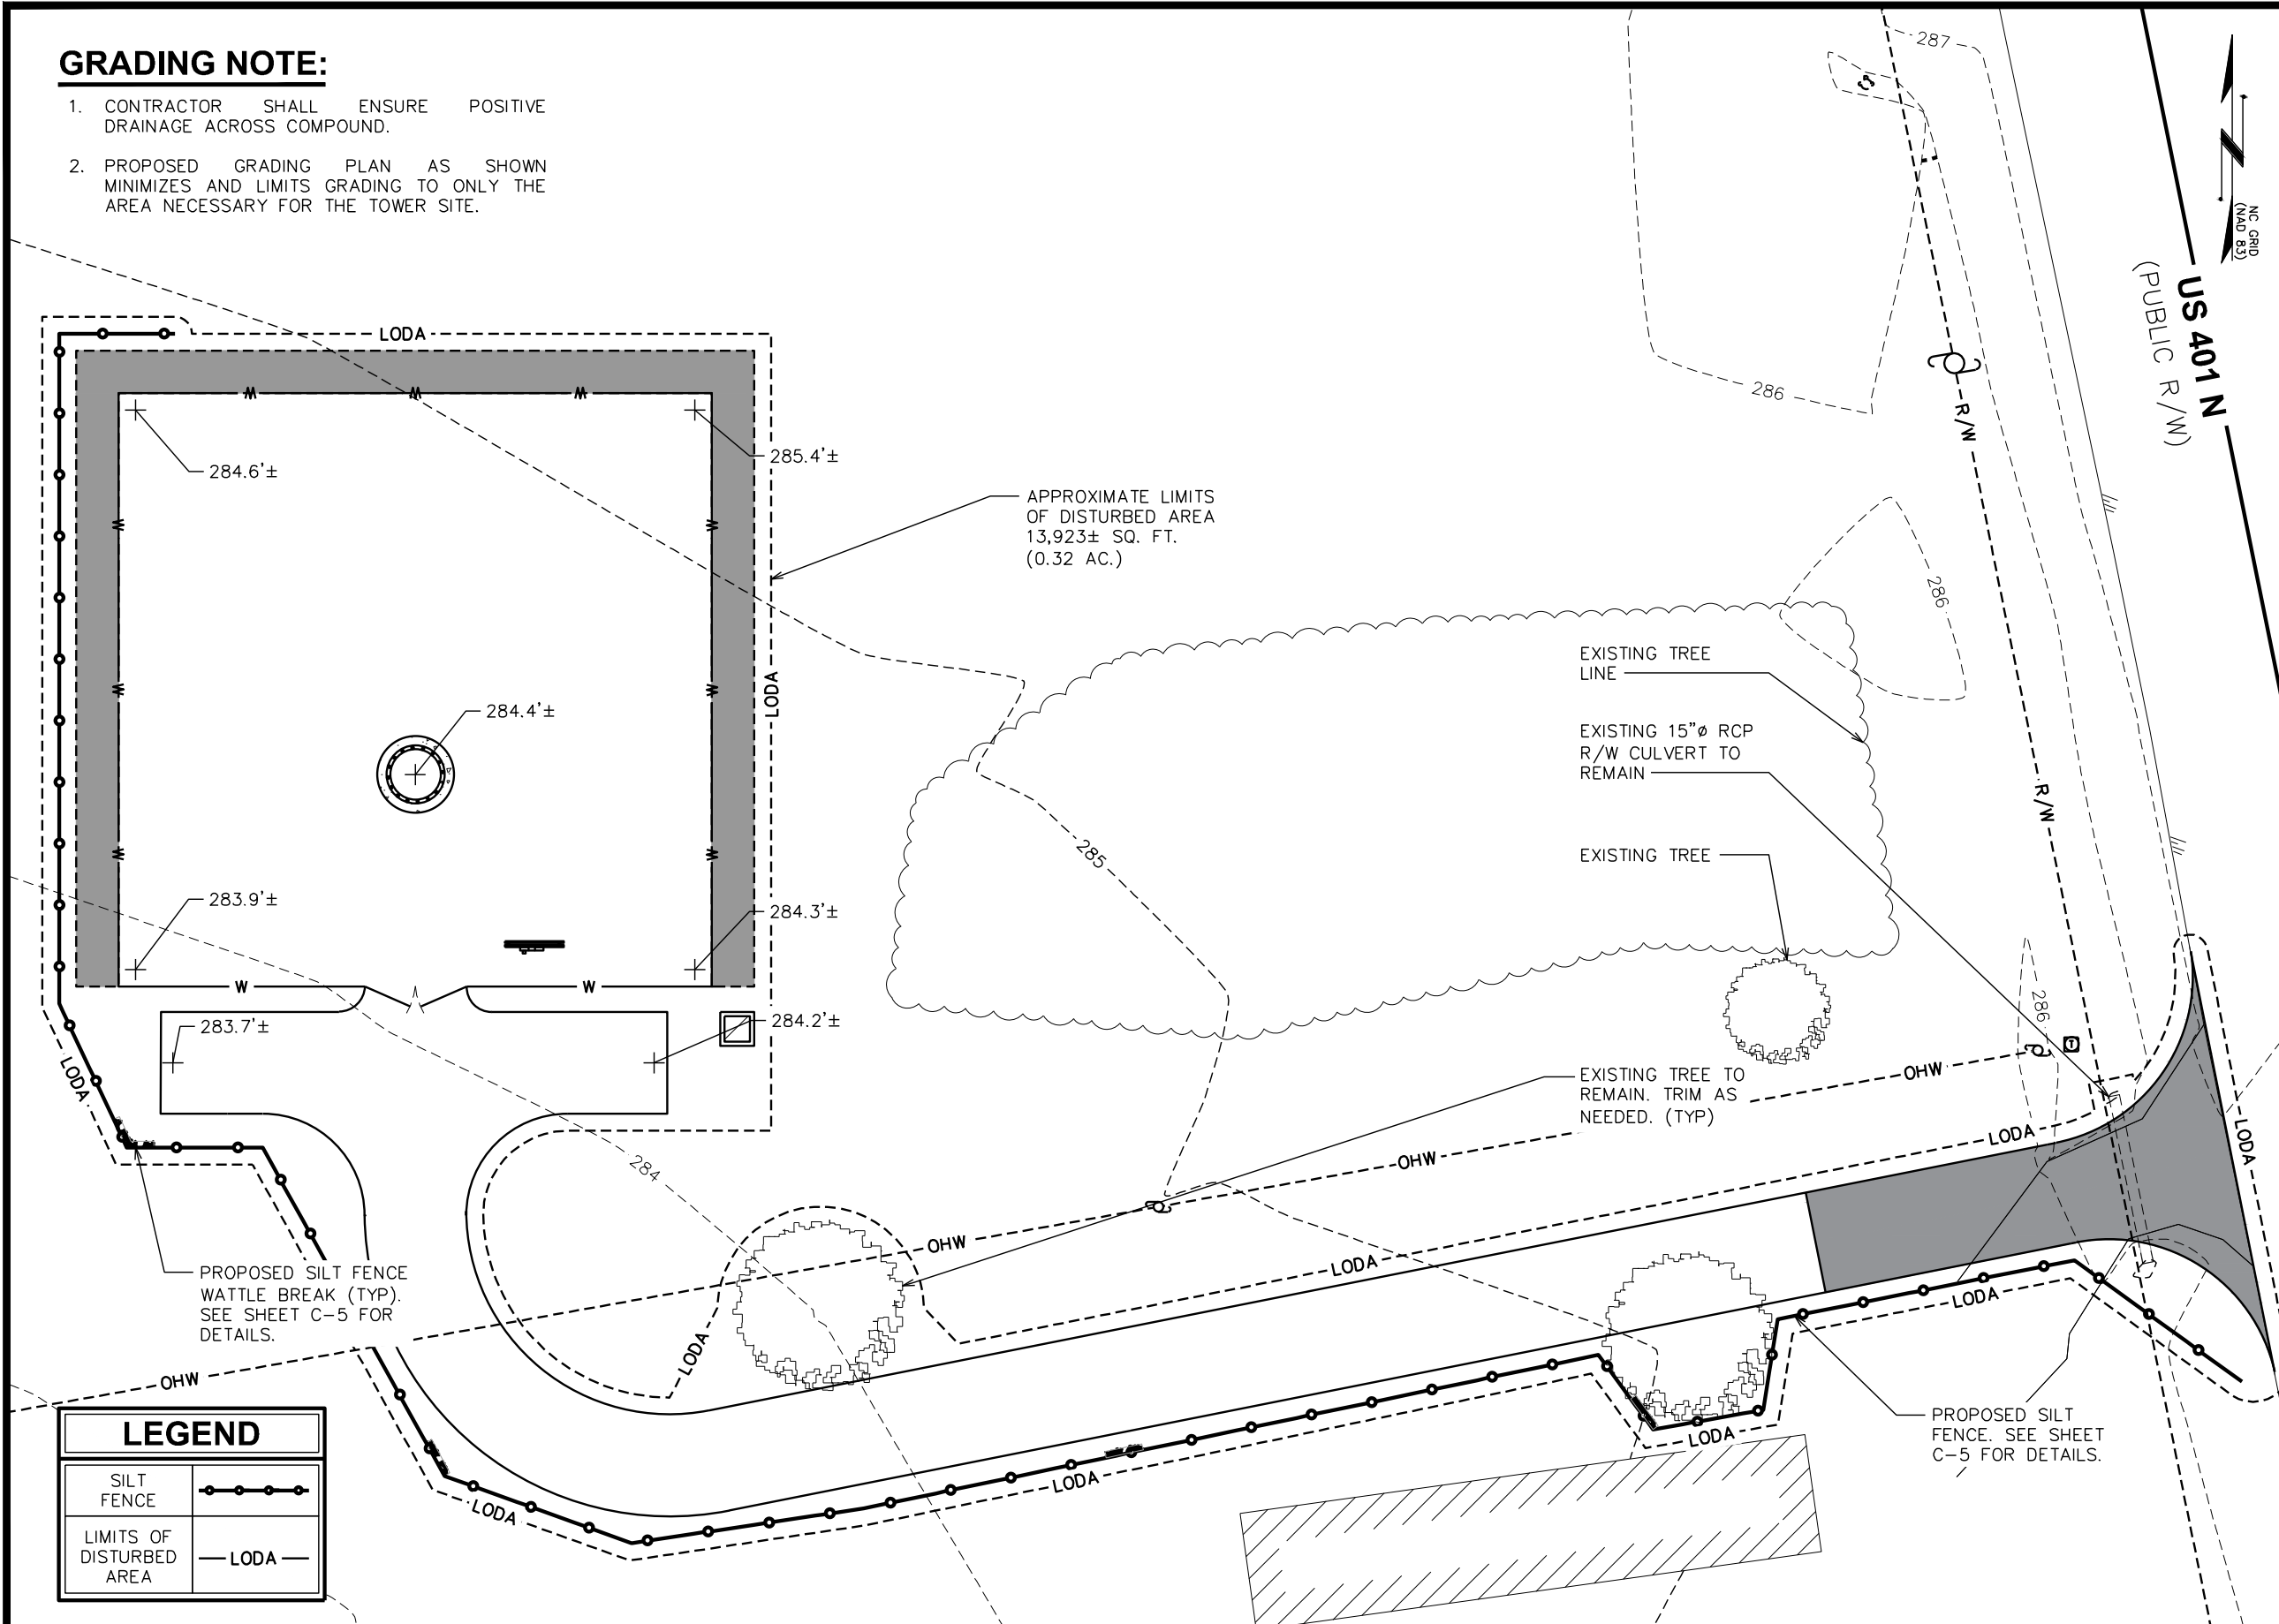 GRADING NOTE:
1. CONTRACTOR SHALL ENSURE POSITIVE
DRAINAGE ACROSS COMPOUND.
2. PROPOSED GRADING PLAN AS SHOWN
MINIMIZES AND LIMITS GRADING TO ONLY THE
AREA NECESSARY FOR THE TOWER SITE.
287
NC GRID
(NAD 83)
US 401 N
(PUBLIC R/W)
286
R/W
LODA
284.6'±
285.4'±
APPROXIMATE LIMITS
OF DISTURBED AREA
13,923± SQ. FT.
(0.32 AC.)
286
EXISTING TREE
LINE
LODA
284.4'±
EXISTING 15"Ø RCP
R/W CULVERT TO
REMAIN
R/W
285
EXISTING TREE
283.9'±
284.3'±
W
W
283.7'±
284.2'±
286
T
LODA
EXISTING TREE TO
REMAIN. TRIM AS
NEEDED. (TYP)
OHW
LODA
LODA
OHW
284
OHW
LODA
PROPOSED SILT FENCE
WATTLE BREAK (TYP).
SEE SHEET C-5 FOR
DETAILS.
LODA
LODA
OHW
PROPOSED SILT
FENCE. SEE SHEET
C-5 FOR DETAILS.
LODA
LODA
LODA
LEGEND
SILT
FENCE
LIMITS OF
DISTURBED
AREA
LODA